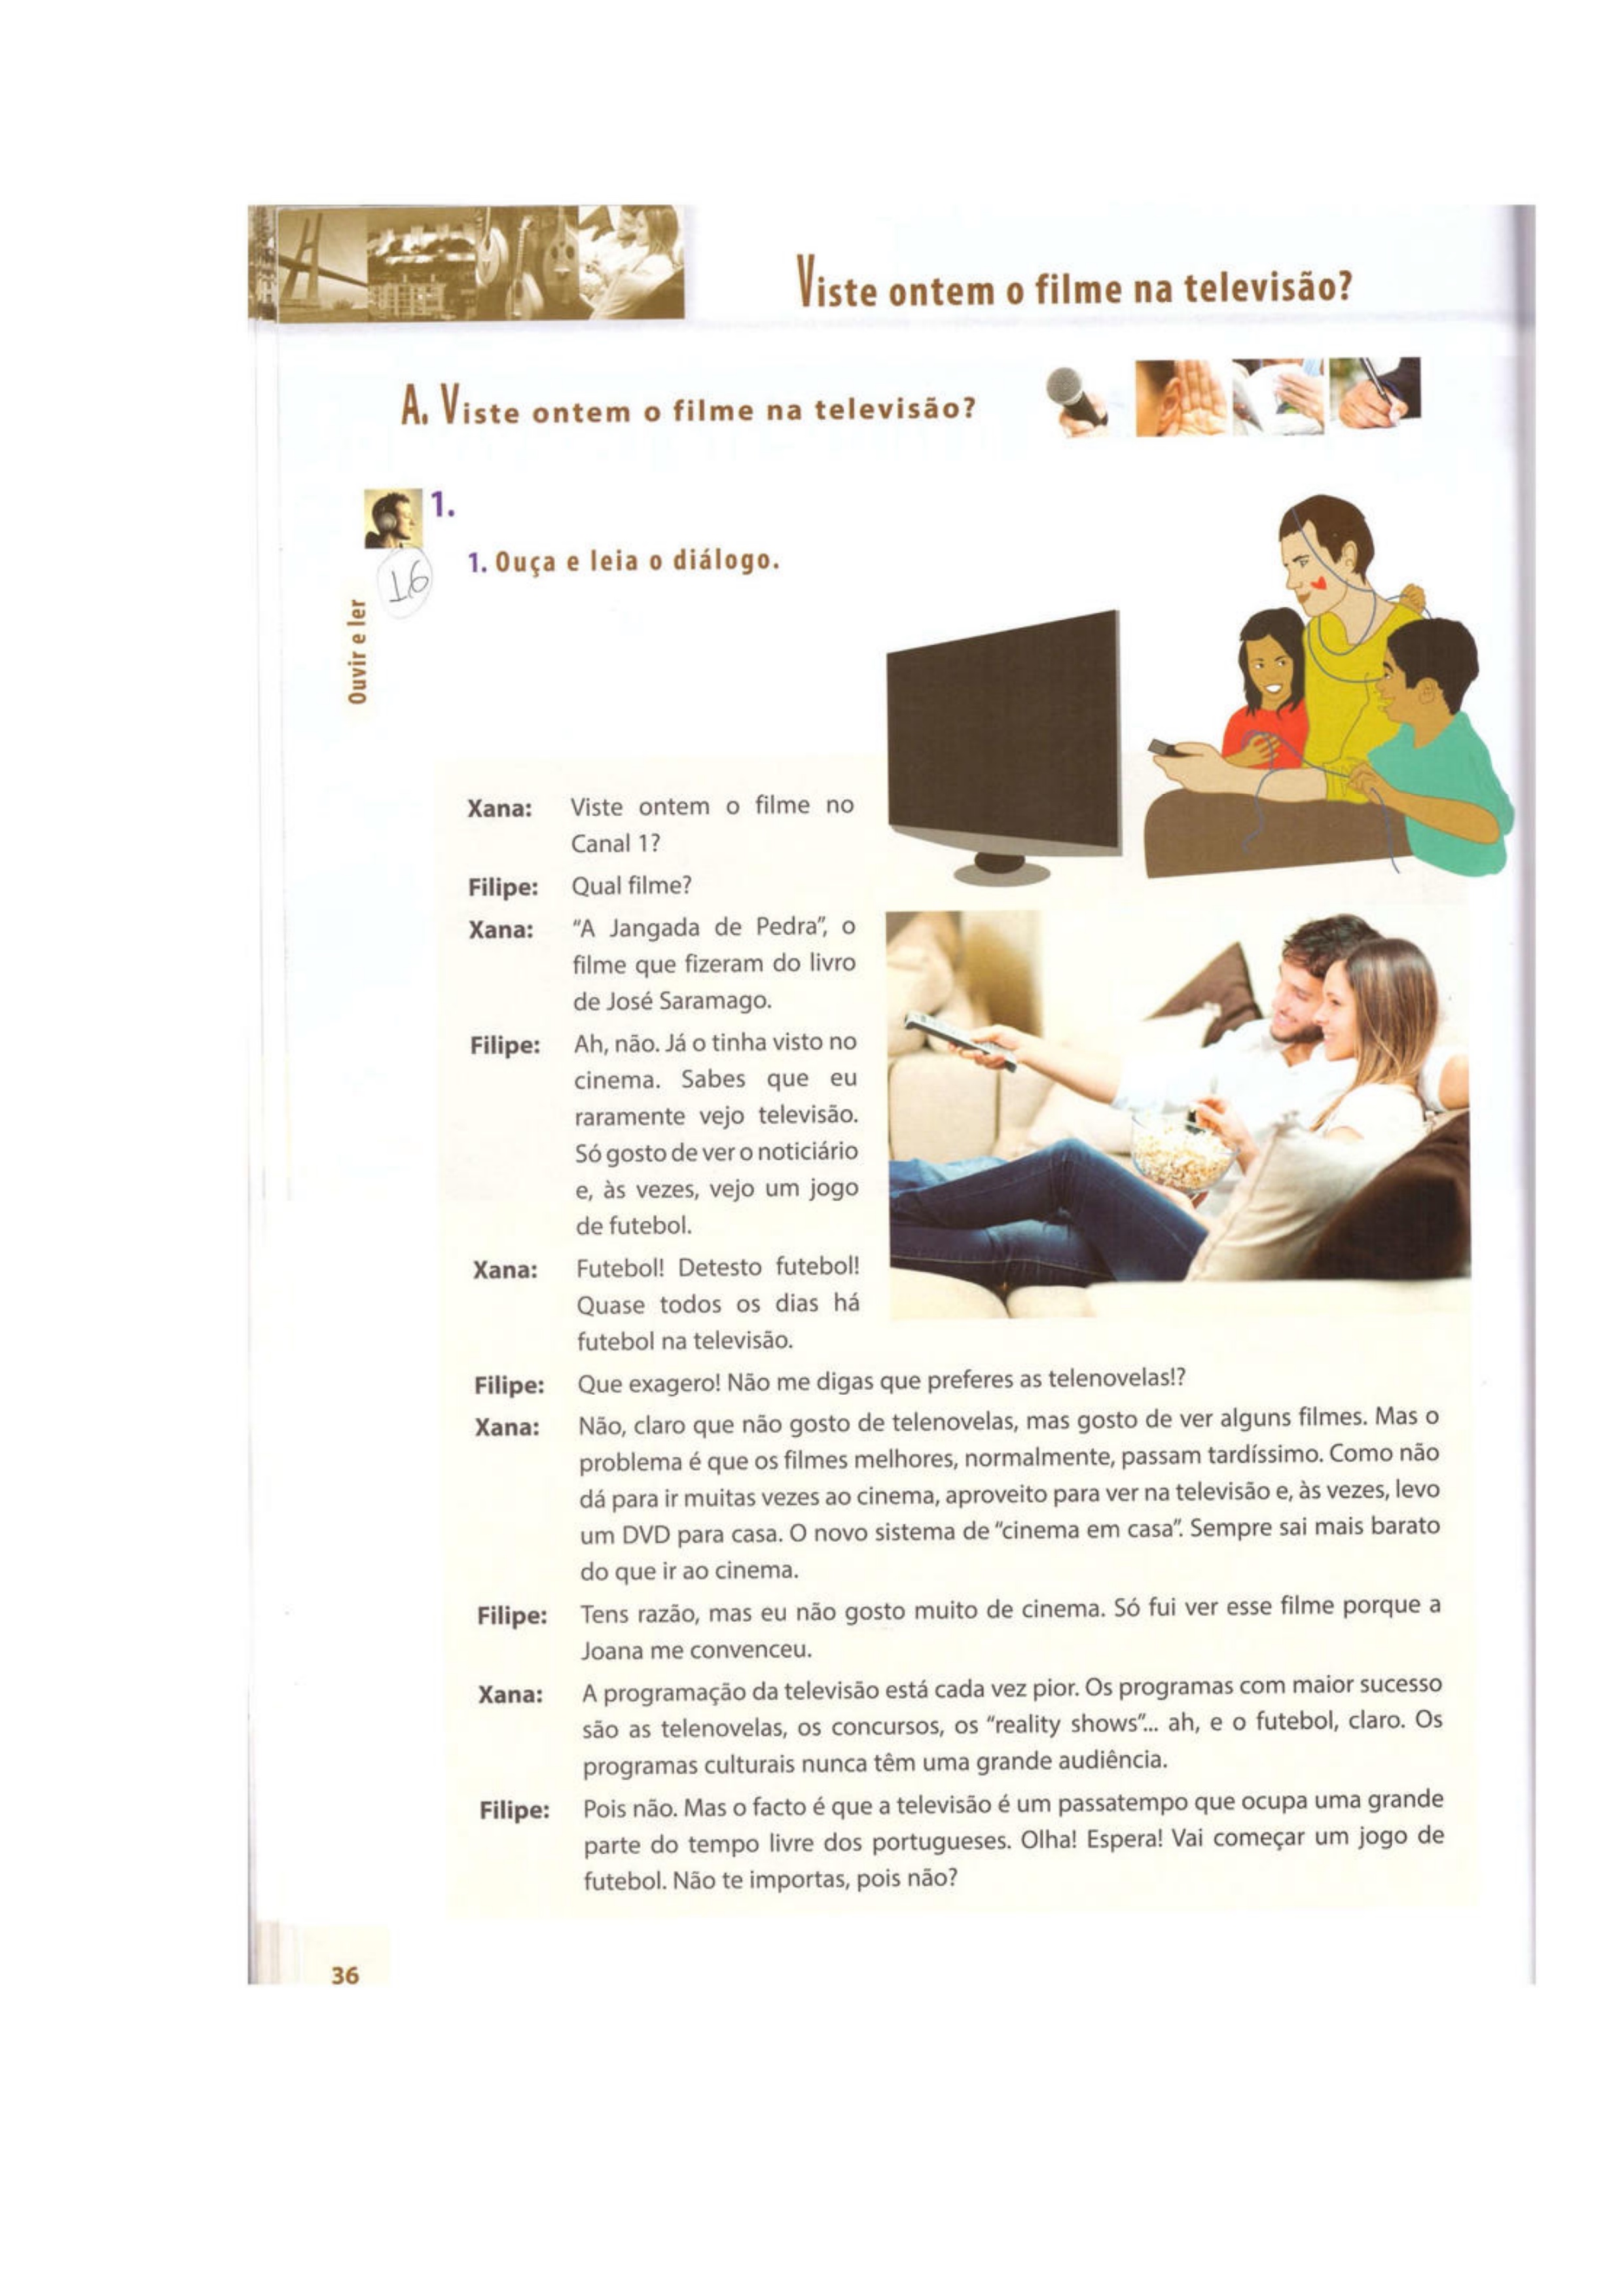 Viste ontem o filme na televisão?
A. Viste ontem o filme na televisão?
1.
1. Ouça e leia o diálogo.
16
Ouvir e ler
Xana: Viste ontem o filme no
Canal 1?
Filipe: Qual filme?
Xana: "A Jangada de Pedra", o
filme que fizeram do livro
de José Saramago.
Filipe: Ah, não. Já o tinha visto no
cinema. Sabes que eu
raramente vejo televisão.
Só gosto de ver o noticiário
e, às vezes, vejo um jogo
de futebol.
Xana: Futebol! Detesto futebol!
Quase todos os dias há
futebol na televisão.
Filipe: Que exagero! Não me digas que preferes as telenovelas!?
Xana: Não, claro que não gosto de telenovelas, mas gosto de ver alguns filmes. Mas o
problema é que os filmes melhores, normalmente, passam tardíssimo. Como não
dá para ir muitas vezes ao cinema, aproveito para ver na televisão e, às vezes, levo
um DVD para casa. O novo sistema de "cinema em casa". Sempre sai mais barato
do que ir ao cinema.
Filipe: Tens razão, mas eu não gosto muito de cinema. Só fui ver esse filme porque a
Joana me convenceu.
Xana: A programação da televisão está cada vez pior. Os programas com maior sucesso
são as telenovelas, os concursos, os "reality shows"... ah, e o futebol, claro. Os
programas culturais nunca têm uma grande audiência.
Filipe: Pois não. Mas o facto é que a televisão é um passatempo que ocupa uma grande
parte do tempo livre dos portugueses. Olha! Espera! Vai começar um jogo de
futebol. Não te importas, pois não?
36